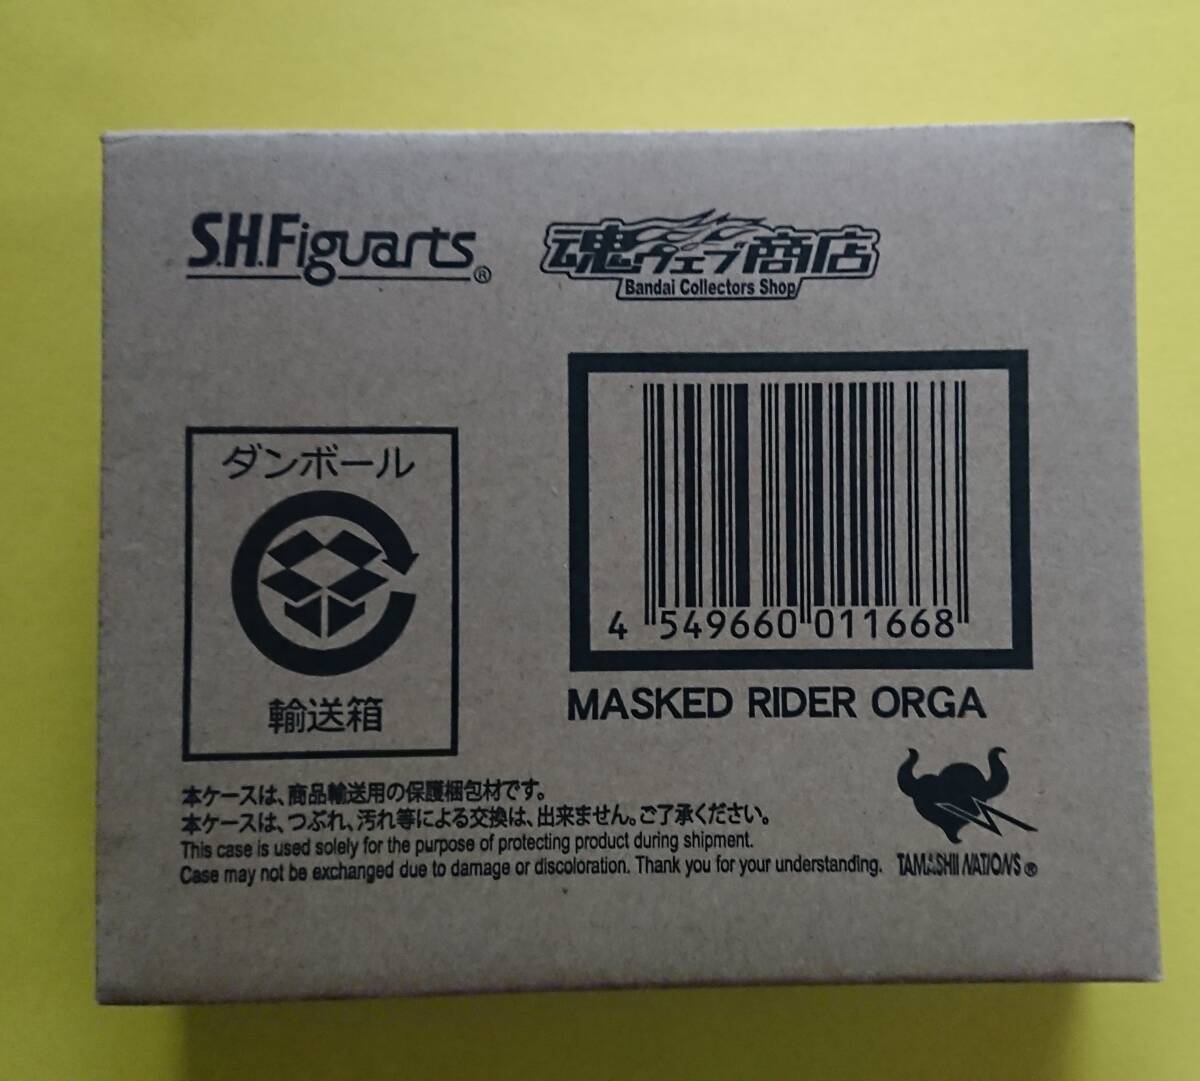 S.H.Figuarts®
魂ウェブ商店
Bandai Collectors Shop
ダンボール
輸送箱
4 549660 011668
MASKED RIDER ORGA
本ケースは、商品輸送用の保護梱包材です。
本ケースは、つぶれ、汚れ等による交換は、出来ません。ご了承ください。
This case is used solely for the purpose of protecting product during shipment.
Case may not be exchanged due to damage or discoloration. Thank you for your understanding.
TAMASHII NATIONS®